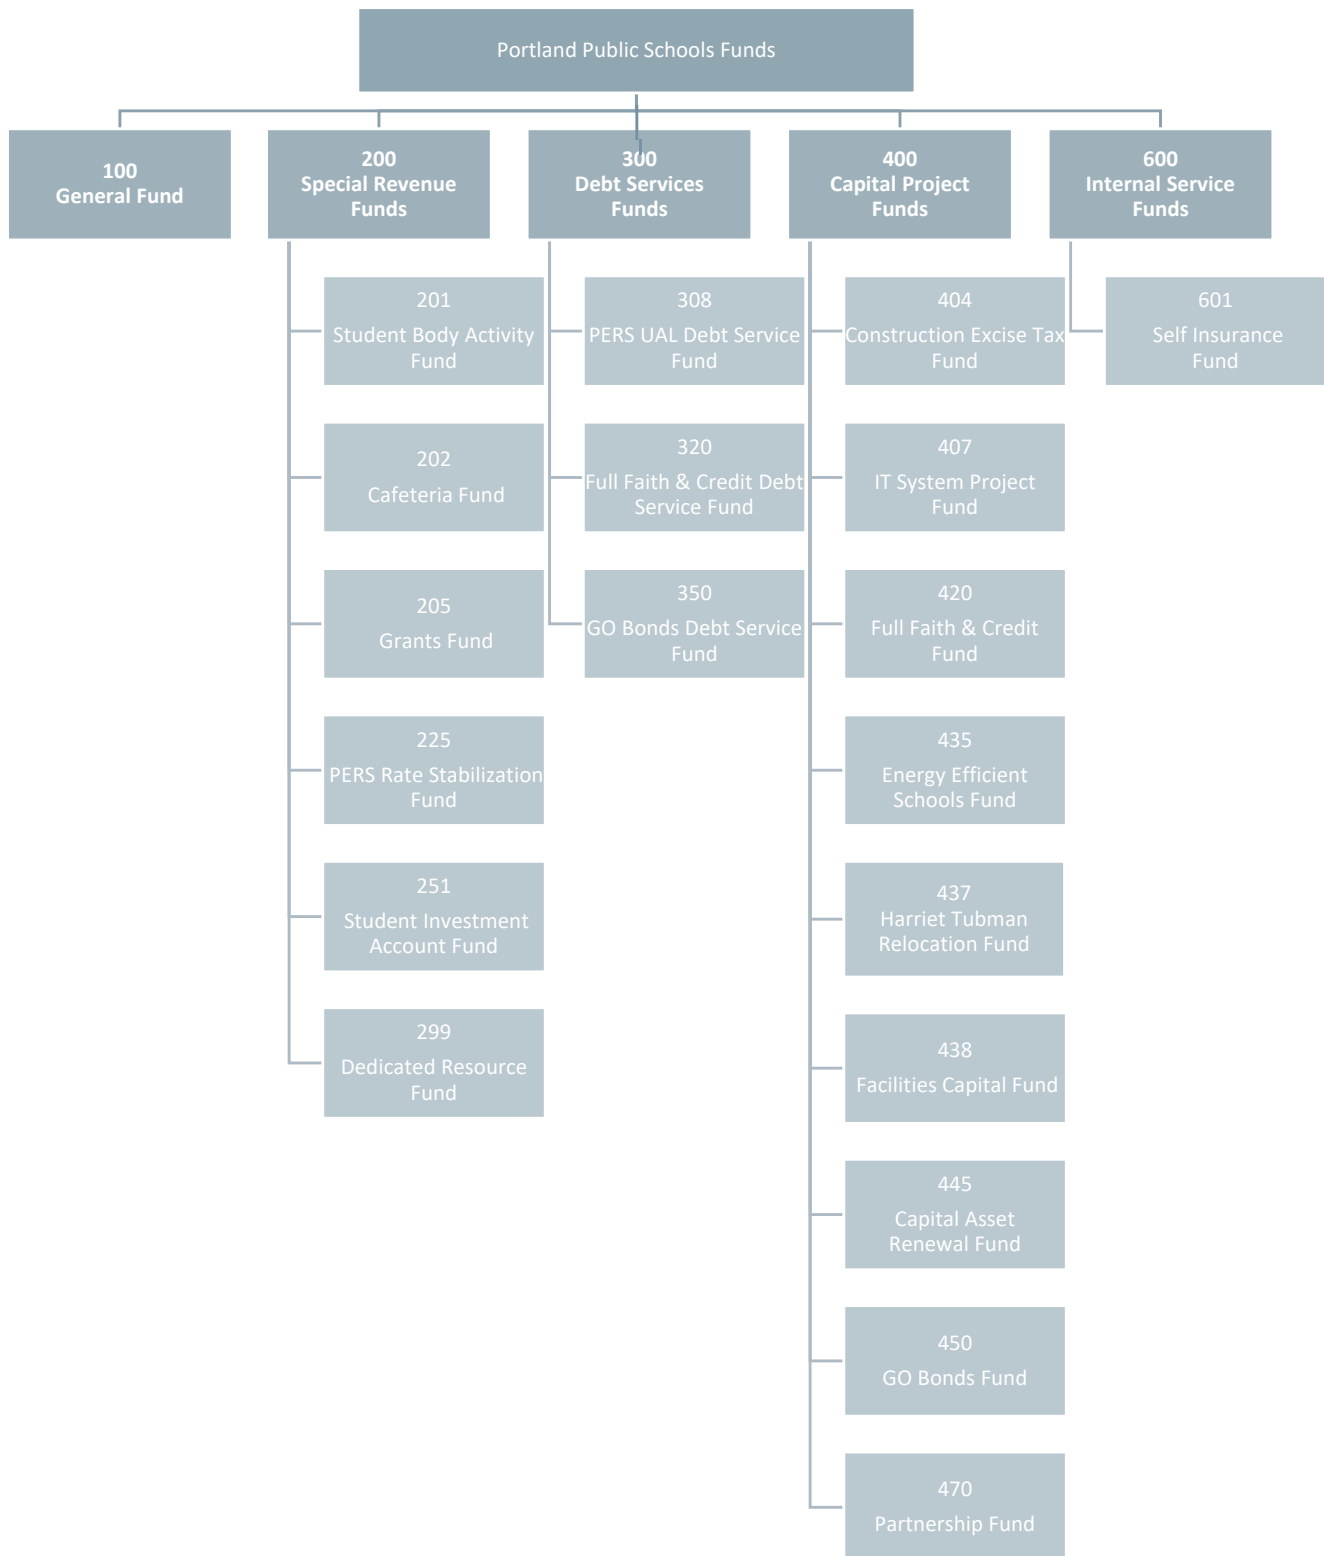 Portland Public Schools Funds
100
General Fund
200
Special Revenue
Funds
300
Debt Services
Funds
400
Capital Project
Funds
600
Internal Service
Funds
201
Student Body Activity
Fund
202
Cafeteria Fund
205
Grants Fund
225
PERS Rate Stabilization
Fund
251
Student Investment
Account Fund
299
Dedicated Resource
Fund
308
PERS UAL Debt Service
Fund
320
Full Faith & Credit Debt
Service Fund
350
GO Bonds Debt Service
Fund
404
Construction Excise Tax
Fund
407
IT System Project
Fund
420
Full Faith & Credit
Fund
435
Energy Efficient
Schools Fund
437
Harriet Tubman
Relocation Fund
438
Facilities Capital Fund
445
Capital Asset
Renewal Fund
450
GO Bonds Fund
470
Partnership Fund
601
Self Insurance
Fund